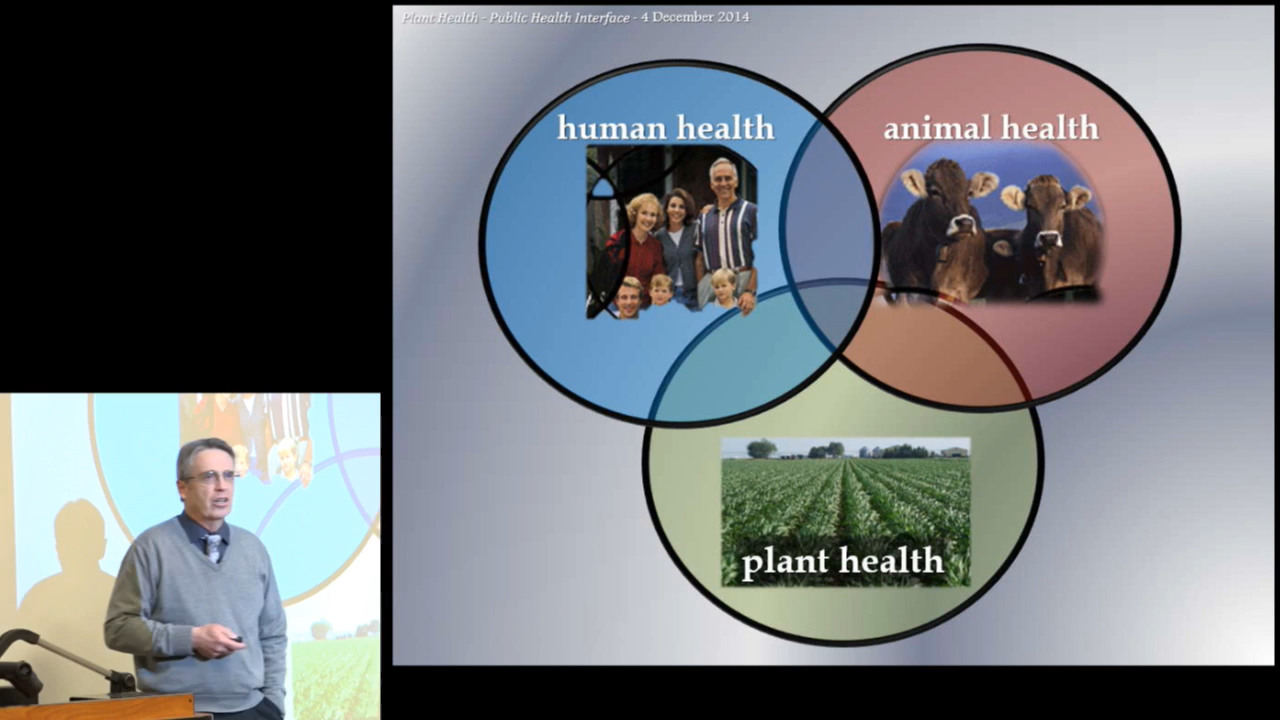 Plant Health - Public Health Interface - 4 December 2014
human health
animal health
plant health